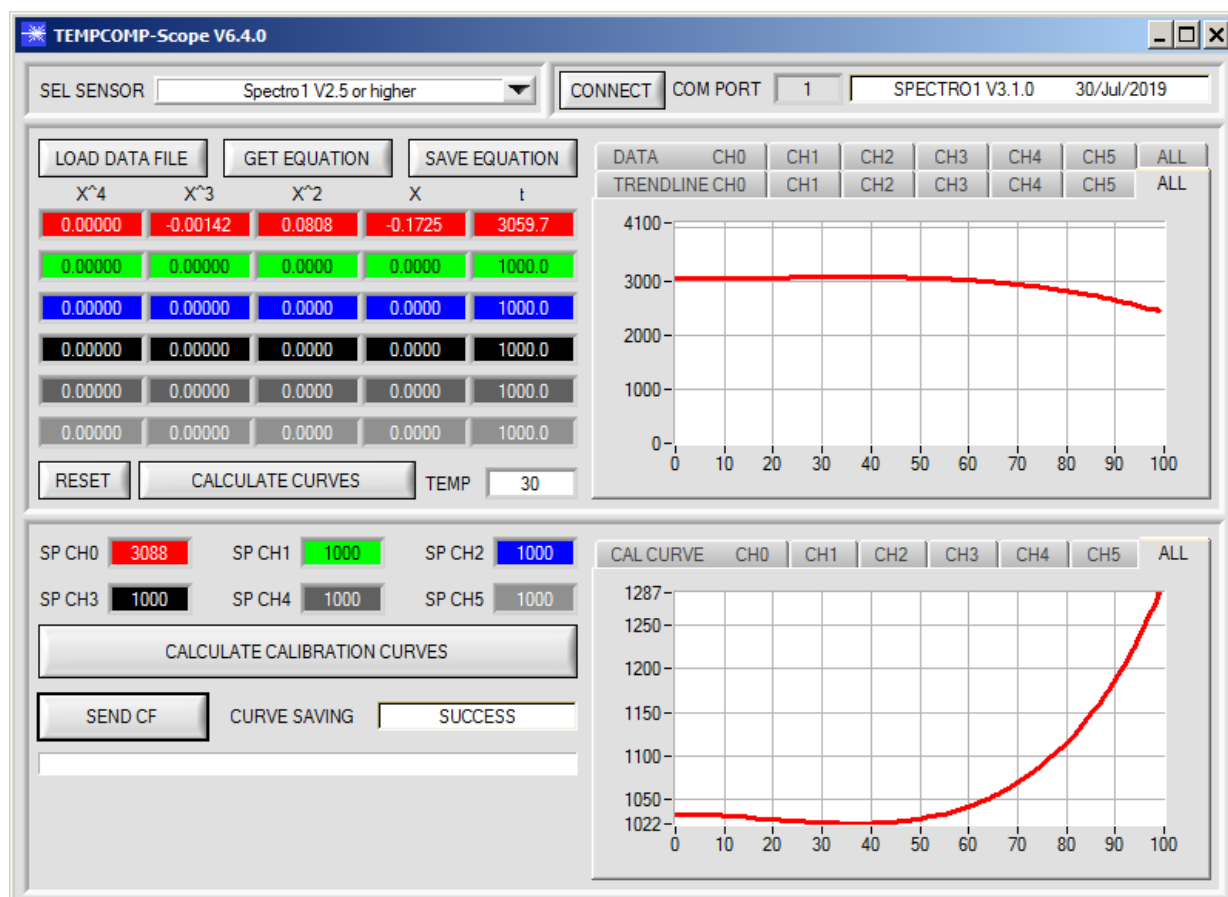 TEMPCOMP-Scope V6.4.0
SEL SENSOR Spectro1 V2.5 or higher CONNECT COM PORT 1 SPECTRO1 V3.1.0 30/Jul/2019
LOAD DATA FILE GET EQUATION SAVE EQUATION
X^4 X^3 X^2 X t
0.00000 -0.00142 0.0808 -0.1725 3059.7
0.00000 0.00000 0.0000 0.0000 1000.0
0.00000 0.00000 0.0000 0.0000 1000.0
0.00000 0.00000 0.0000 0.0000 1000.0
0.00000 0.00000 0.0000 0.0000 1000.0
0.00000 0.00000 0.0000 0.0000 1000.0
RESET CALCULATE CURVES TEMP 30
DATA CH0 CH1 CH2 CH3 CH4 CH5 ALL
TRENDLINE CH0 CH1 CH2 CH3 CH4 CH5 ALL
4100
3000
2000
1000
0
0 10 20 30 40 50 60 70 80 90 100
SP CH0 3088 SP CH1 1000 SP CH2 1000
SP CH3 1000 SP CH4 1000 SP CH5 1000
CALCULATE CALIBRATION CURVES
SEND CF CURVE SAVING SUCCESS
CAL CURVE CH0 CH1 CH2 CH3 CH4 CH5 ALL
1287
1250
1200
1150
1100
1050
1022
0 10 20 30 40 50 60 70 80 90 100